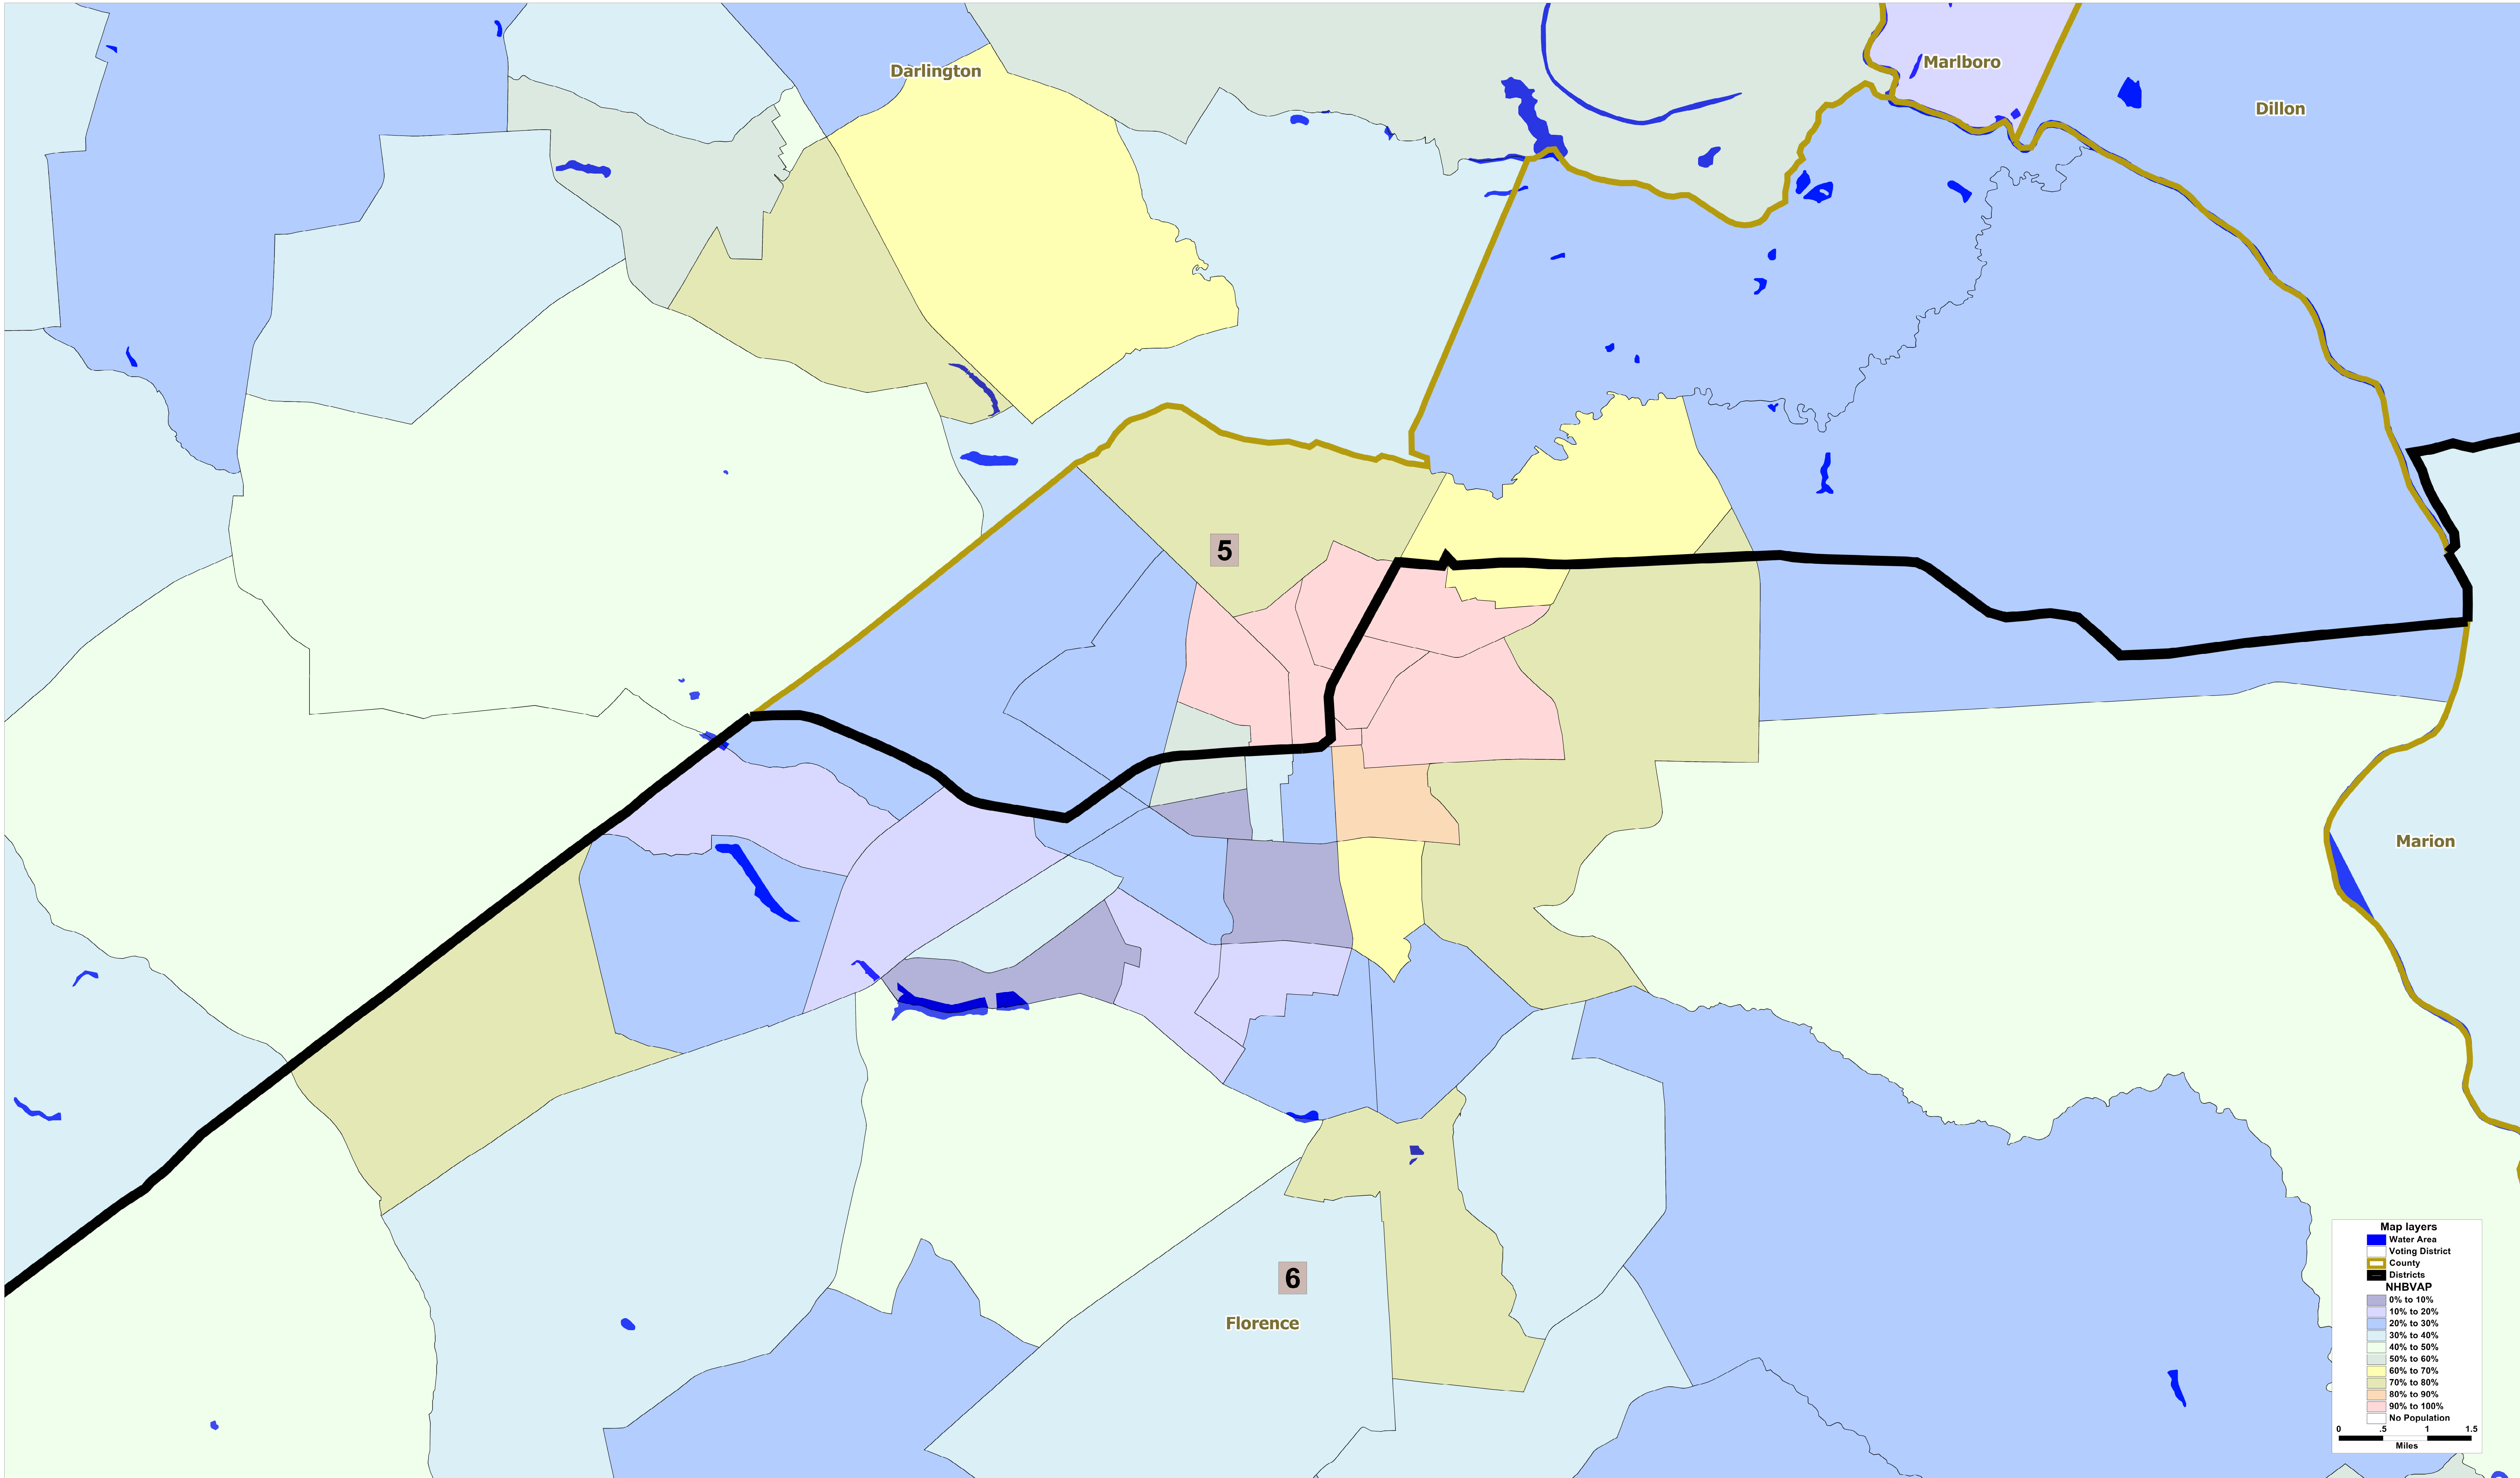 Darlington
Marlboro
Dillon
5
Marion
6
Florence
Map layers
Water Area
Voting District
County
Districts
NHBVAP
0% to 10%
10% to 20%
20% to 30%
30% to 40%
40% to 50%
50% to 60%
60% to 70%
70% to 80%
80% to 90%
90% to 100%
No Population
0 .5 1 1.5
Miles